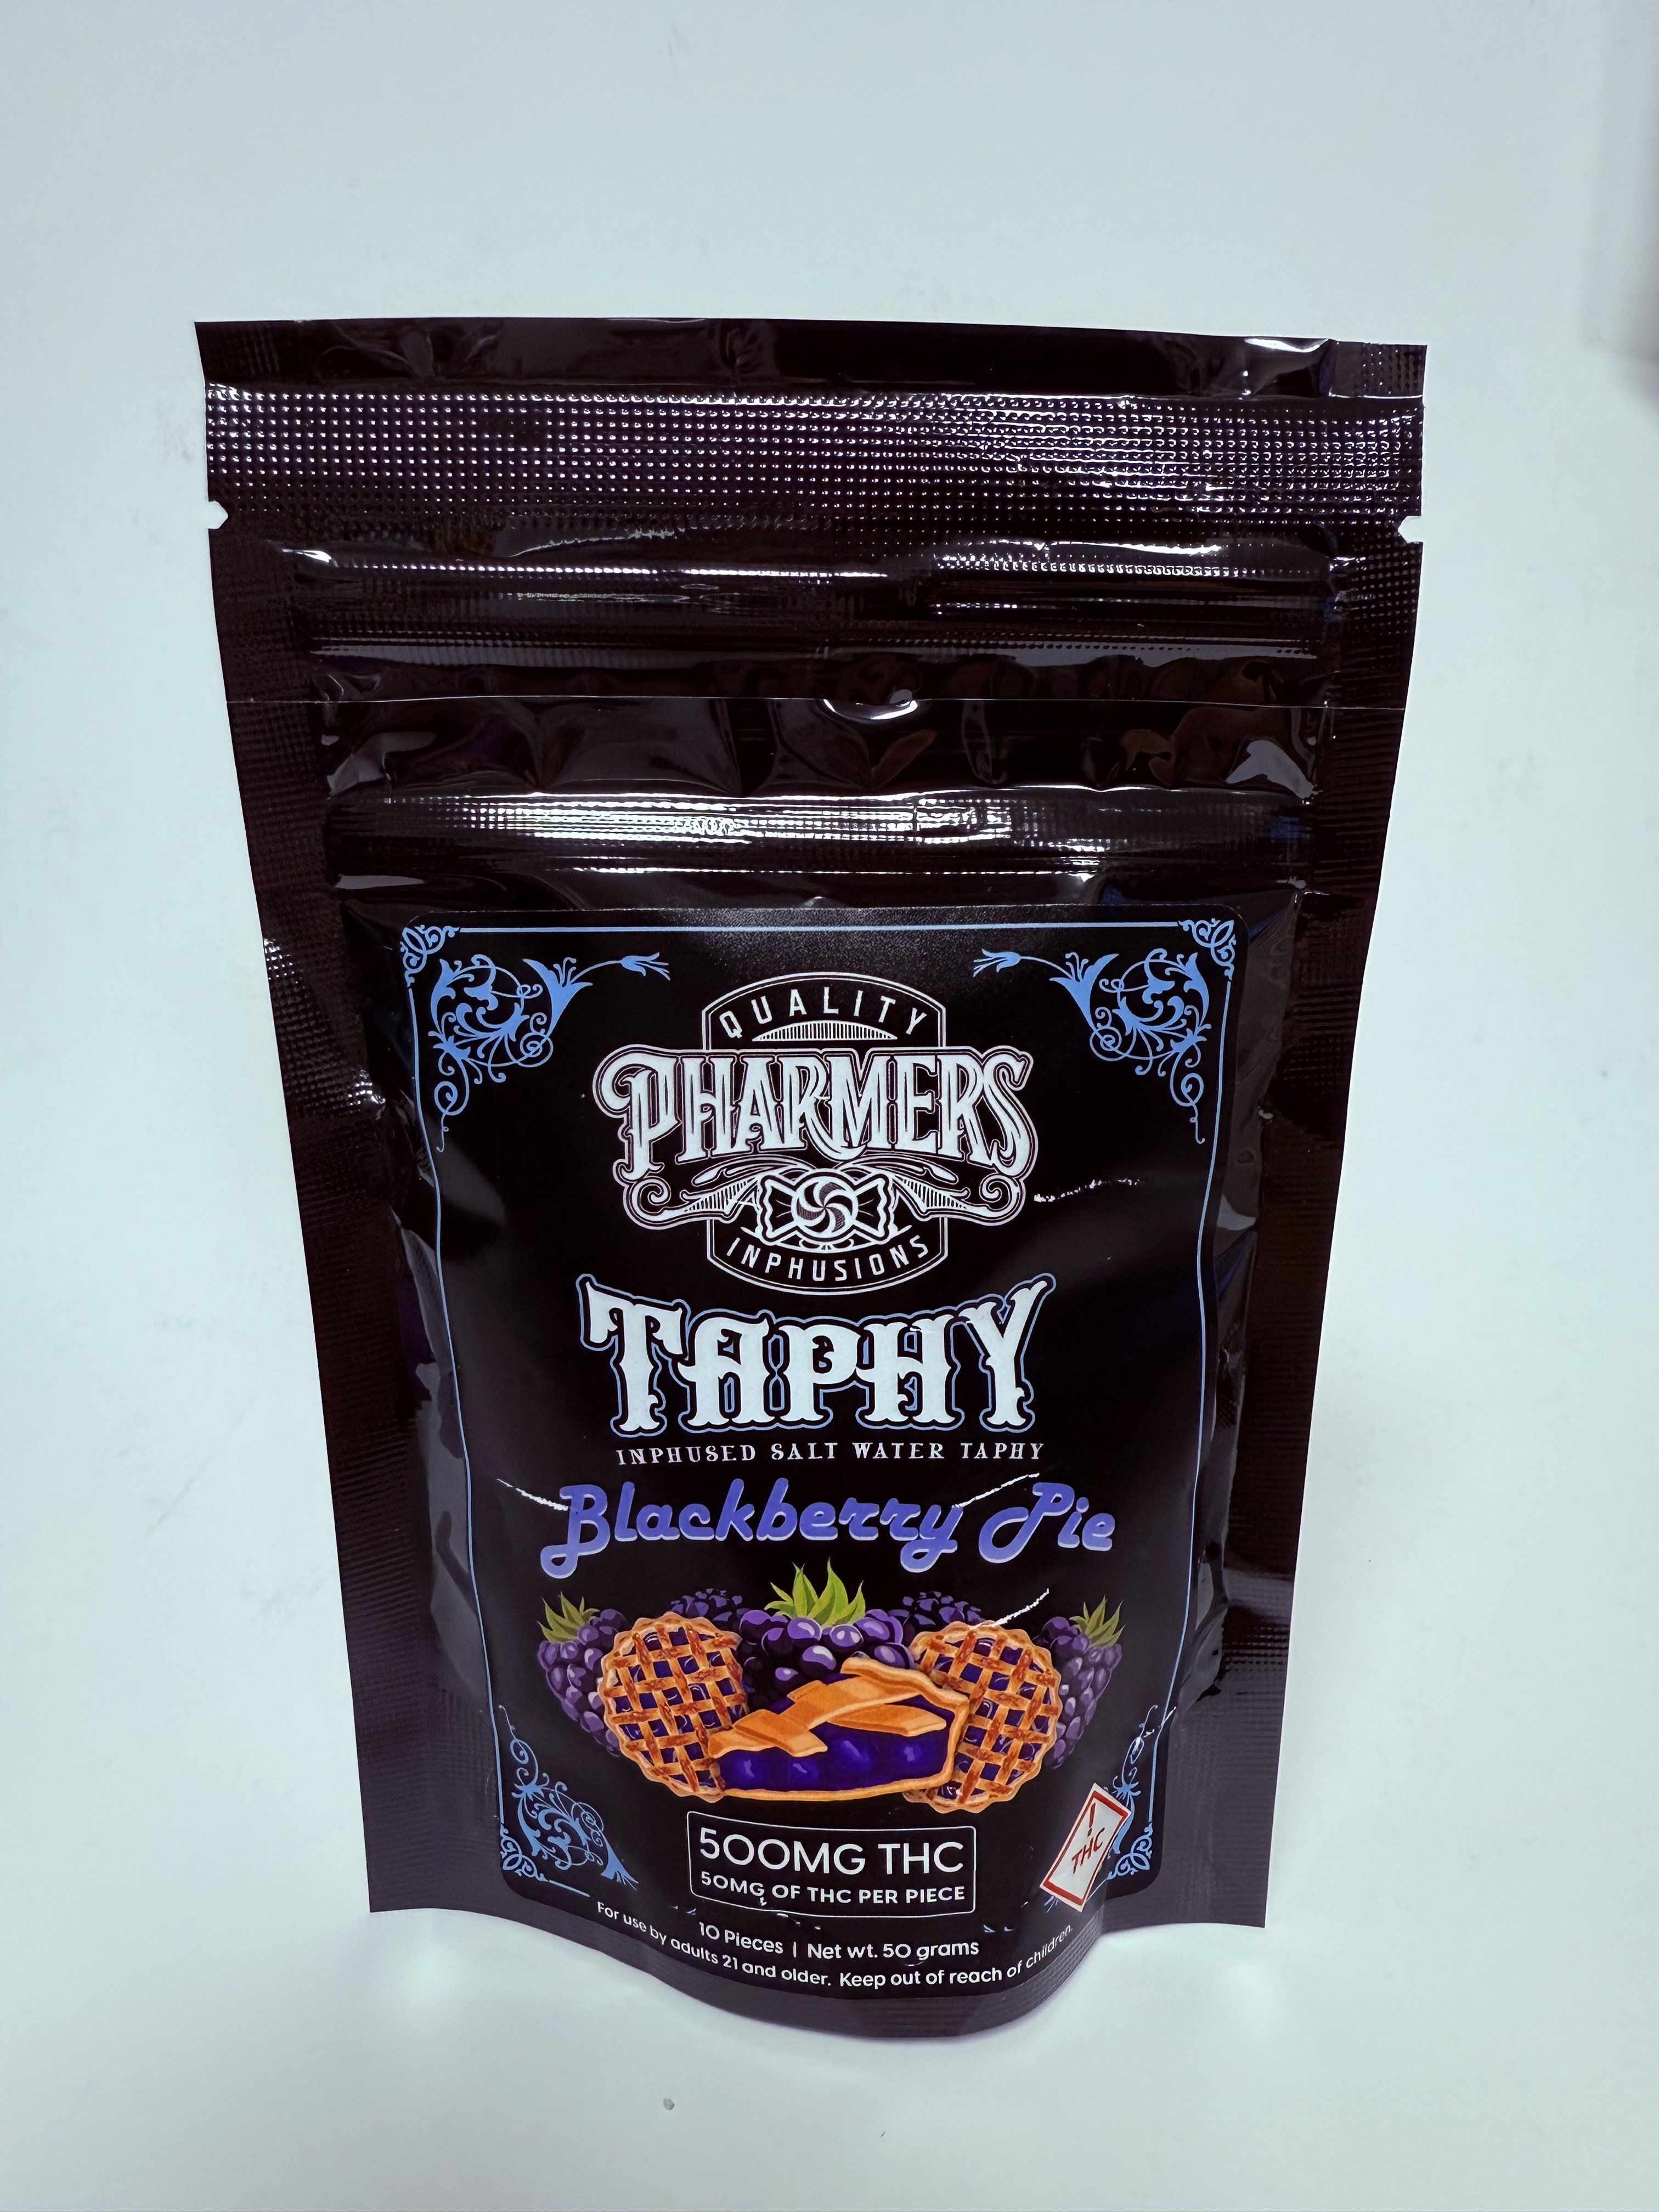 QUALITY
PHARMERS
INPHUSIONS
TAPHY
INPHUSED SALT WATER TAPHY
Blackberry Pie
500MG THC
50MG OF THC PER PIECE
!
THC
10 Pieces | Net wt. 50 grams
For use by adults 21 and older. Keep out of reach of children.